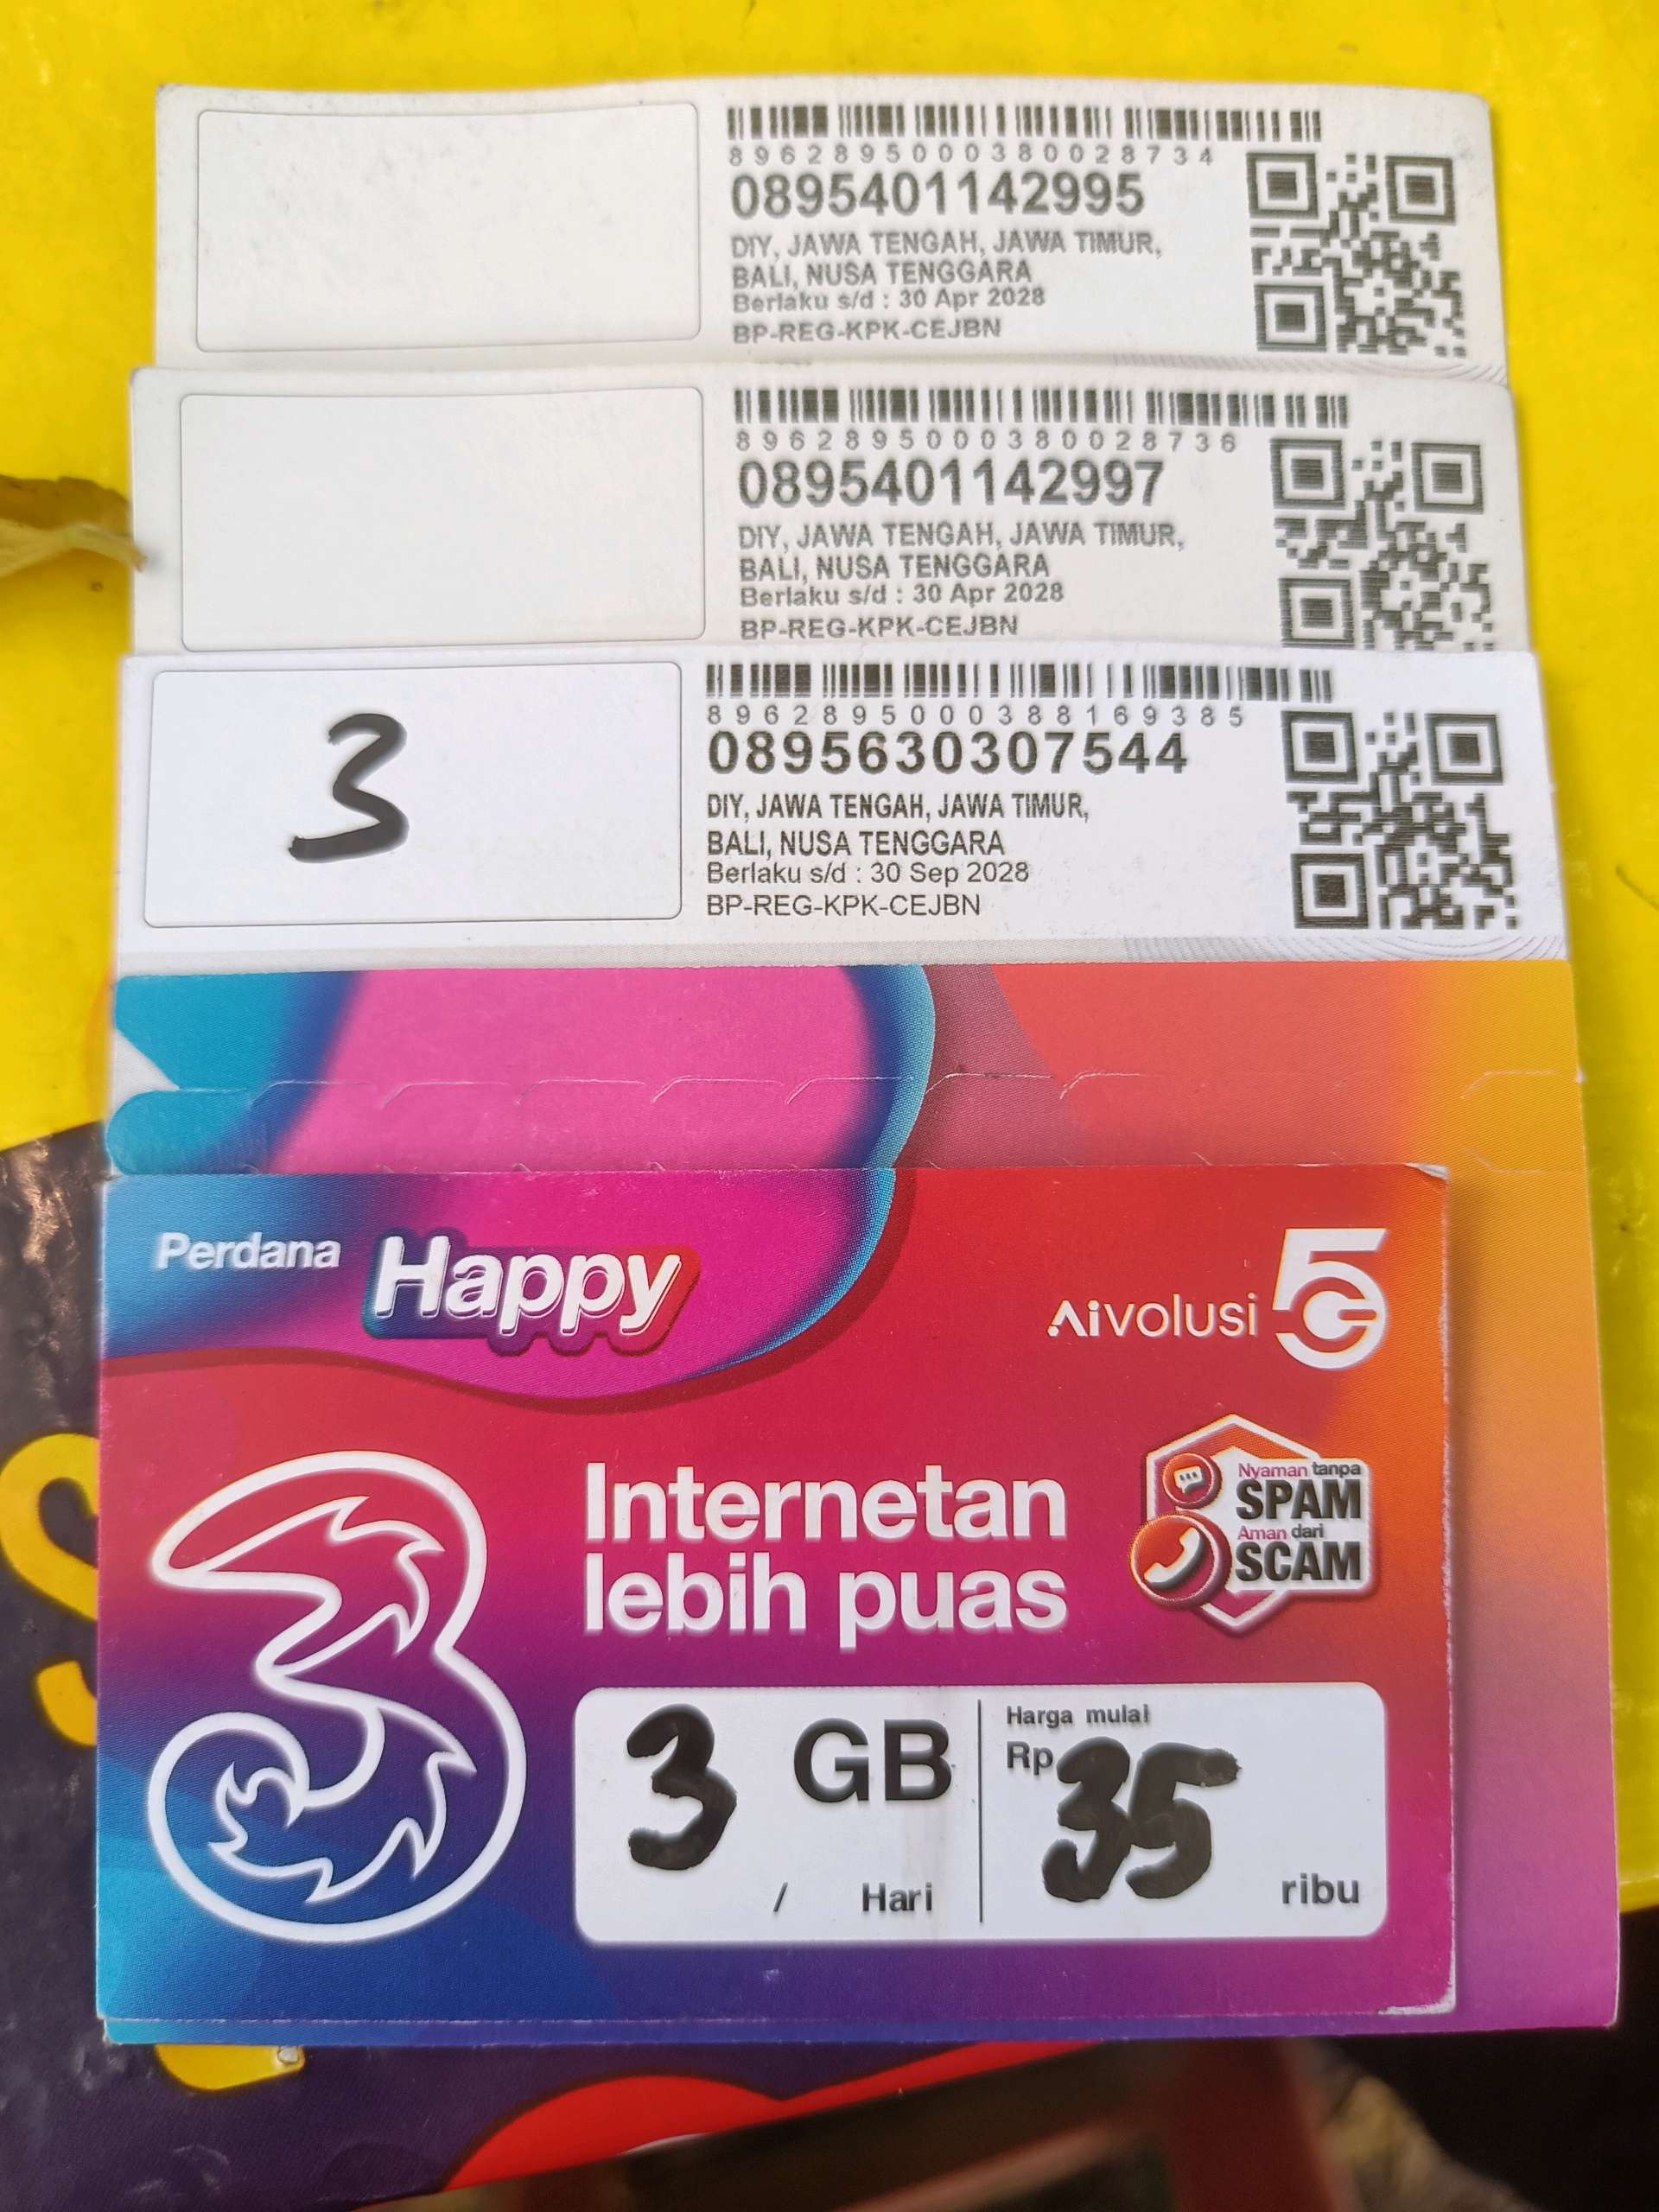 8962895000380028734
0895401142995
DIY, JAWA TENGAH, JAWA TIMUR,
BALI, NUSA TENGGARA
Berlaku s/d : 30 Apr 2028
BP-REG-KPK-CEJBN
8962895000380028736
0895401142997
DIY, JAWA TENGAH, JAWA TIMUR,
BALI, NUSA TENGGARA
Berlaku s/d : 30 Apr 2028
BP-REG-KPK-CEJBN
3
8962895000388169385
0895630307544
DIY, JAWA TENGAH, JAWA TIMUR,
BALI, NUSA TENGGARA
Berlaku s/d : 30 Sep 2028
BP-REG-KPK-CEJBN
Perdana Happy
Aivolusi 5G
3
Internetan
lebih puas
Nyaman tanpa
SPAM
Aman dari
SCAM
3 GB
/ Hari
Harga mulai
Rp 35
ribu